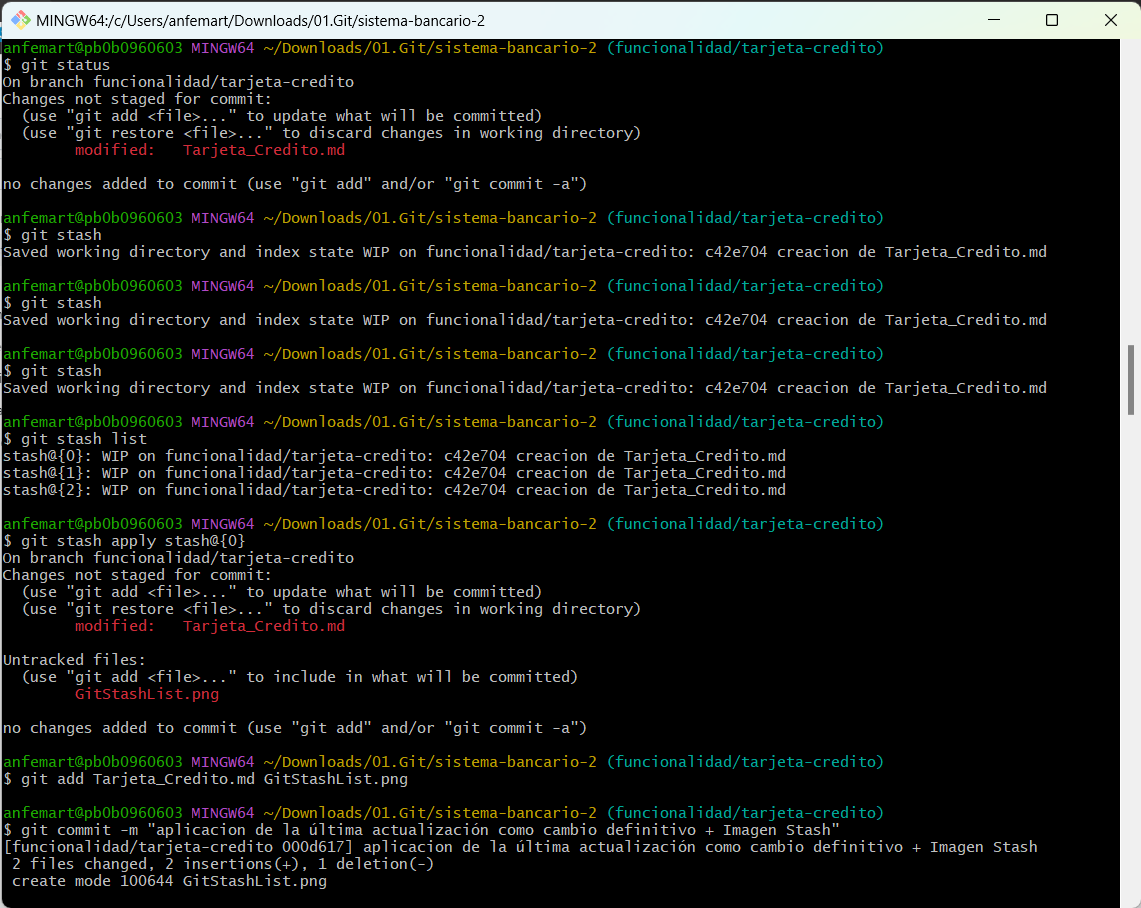 MINGW64:/c/Users/anfemart/Downloads/01.Git/sistema-bancario-2
anfemart@pb0b0960603 MINGW64 ~/Downloads/01.Git/sistema-bancario-2 (funcionalidad/tarjeta-credito)
$ git status
On branch funcionalidad/tarjeta-credito
Changes not staged for commit:
  (use "git add <file>..." to update what will be committed)
  (use "git restore <file>..." to discard changes in working directory)
        modified:   Tarjeta_Credito.md

no changes added to commit (use "git add" and/or "git commit -a")

anfemart@pb0b0960603 MINGW64 ~/Downloads/01.Git/sistema-bancario-2 (funcionalidad/tarjeta-credito)
$ git stash
Saved working directory and index state WIP on funcionalidad/tarjeta-credito: c42e704 creacion de Tarjeta_Credito.md

anfemart@pb0b0960603 MINGW64 ~/Downloads/01.Git/sistema-bancario-2 (funcionalidad/tarjeta-credito)
$ git stash
Saved working directory and index state WIP on funcionalidad/tarjeta-credito: c42e704 creacion de Tarjeta_Credito.md

anfemart@pb0b0960603 MINGW64 ~/Downloads/01.Git/sistema-bancario-2 (funcionalidad/tarjeta-credito)
$ git stash
Saved working directory and index state WIP on funcionalidad/tarjeta-credito: c42e704 creacion de Tarjeta_Credito.md

anfemart@pb0b0960603 MINGW64 ~/Downloads/01.Git/sistema-bancario-2 (funcionalidad/tarjeta-credito)
$ git stash list
stash@{0}: WIP on funcionalidad/tarjeta-credito: c42e704 creacion de Tarjeta_Credito.md
stash@{1}: WIP on funcionalidad/tarjeta-credito: c42e704 creacion de Tarjeta_Credito.md
stash@{2}: WIP on funcionalidad/tarjeta-credito: c42e704 creacion de Tarjeta_Credito.md

anfemart@pb0b0960603 MINGW64 ~/Downloads/01.Git/sistema-bancario-2 (funcionalidad/tarjeta-credito)
$ git stash apply stash@{0}
On branch funcionalidad/tarjeta-credito
Changes not staged for commit:
  (use "git add <file>..." to update what will be committed)
  (use "git restore <file>..." to discard changes in working directory)
        modified:   Tarjeta_Credito.md

Untracked files:
  (use "git add <file>..." to include in what will be committed)
        GitStashList.png

no changes added to commit (use "git add" and/or "git commit -a")

anfemart@pb0b0960603 MINGW64 ~/Downloads/01.Git/sistema-bancario-2 (funcionalidad/tarjeta-credito)
$ git add Tarjeta_Credito.md GitStashList.png

anfemart@pb0b0960603 MINGW64 ~/Downloads/01.Git/sistema-bancario-2 (funcionalidad/tarjeta-credito)
$ git commit -m "aplicacion de la última actualización como cambio definitivo + Imagen Stash"
[funcionalidad/tarjeta-credito 000d617] aplicacion de la última actualización como cambio definitivo + Imagen Stash
 2 files changed, 2 insertions(+), 1 deletion(-)
 create mode 100644 GitStashList.png